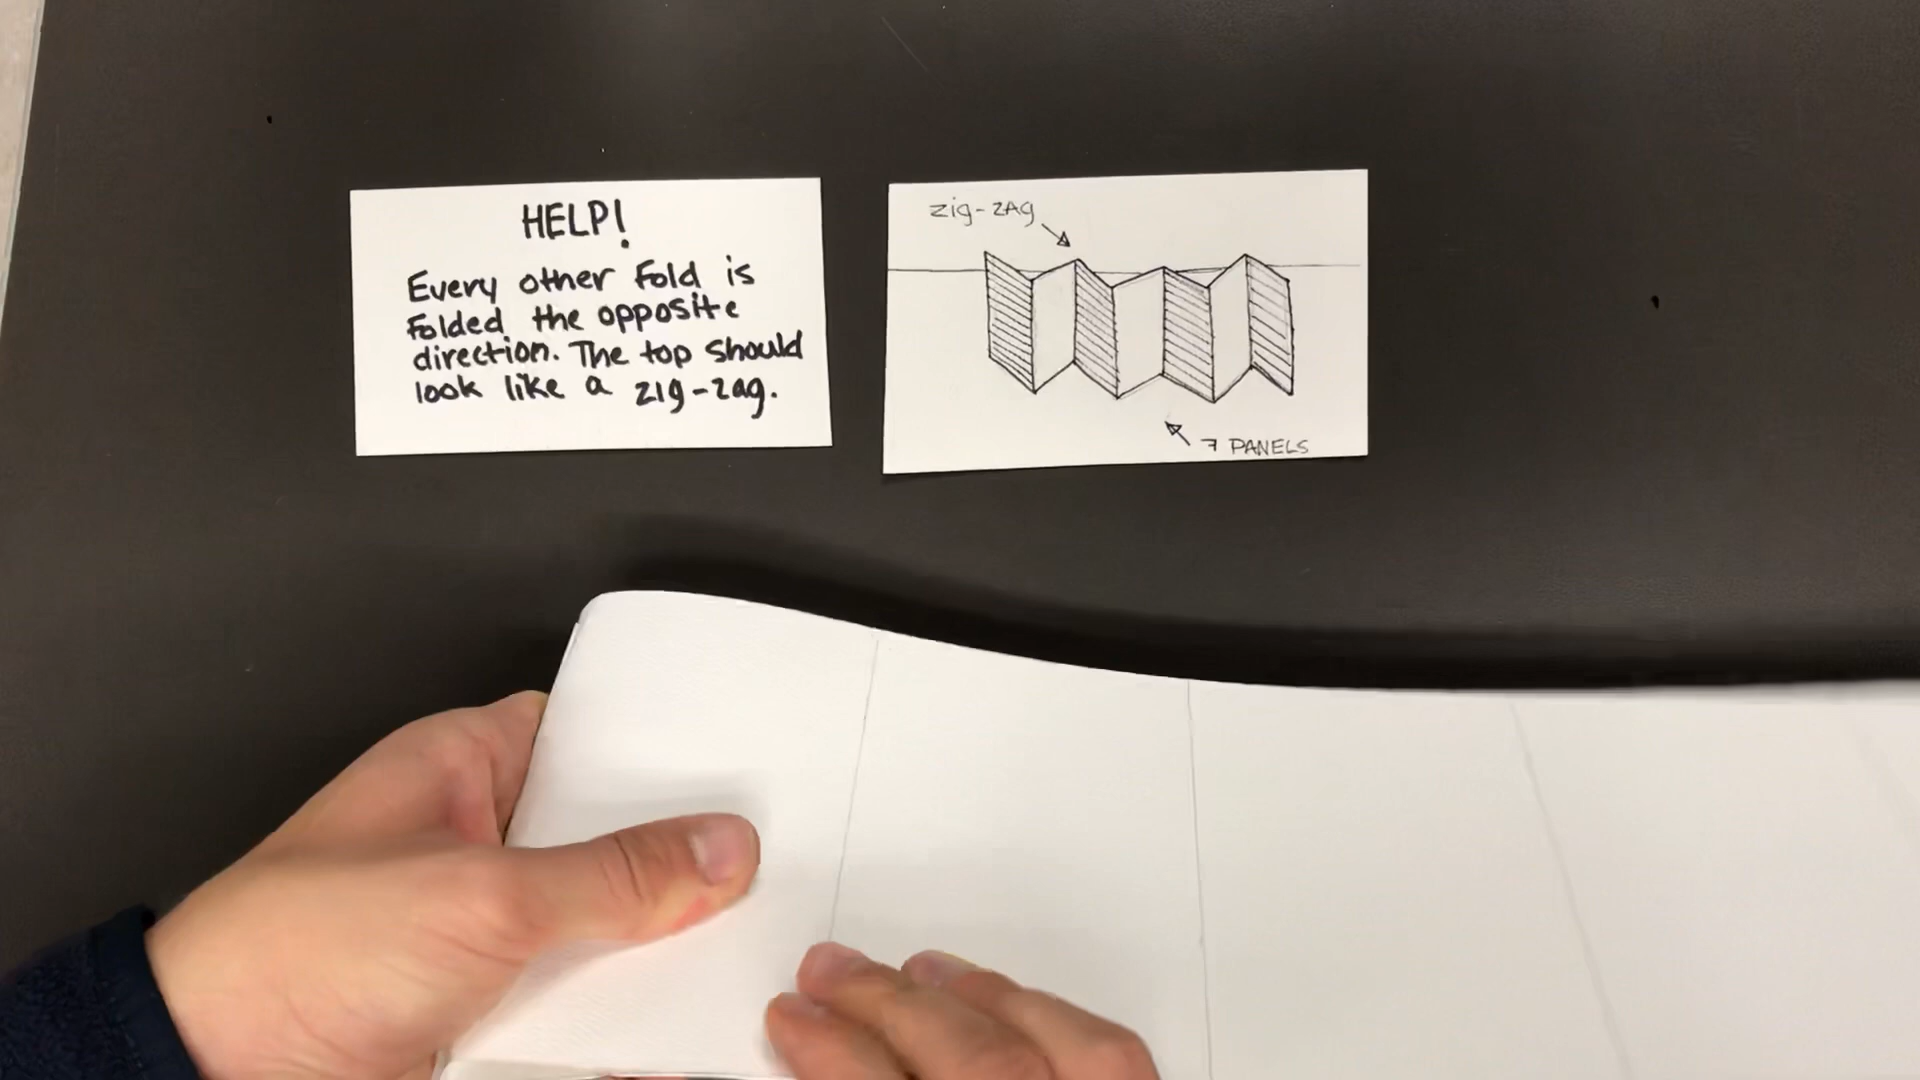 HELP!
Every other Fold is
Folded the opposite
direction. The top should
look like a zig-zag.
zig-zag
7 PANELS